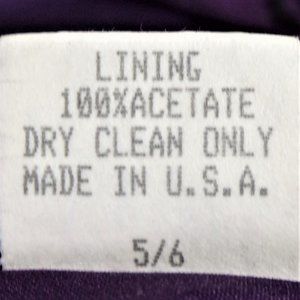 LINING
100%ACETATE
DRY CLEAN ONLY
MADE IN U.S.A.
5/6